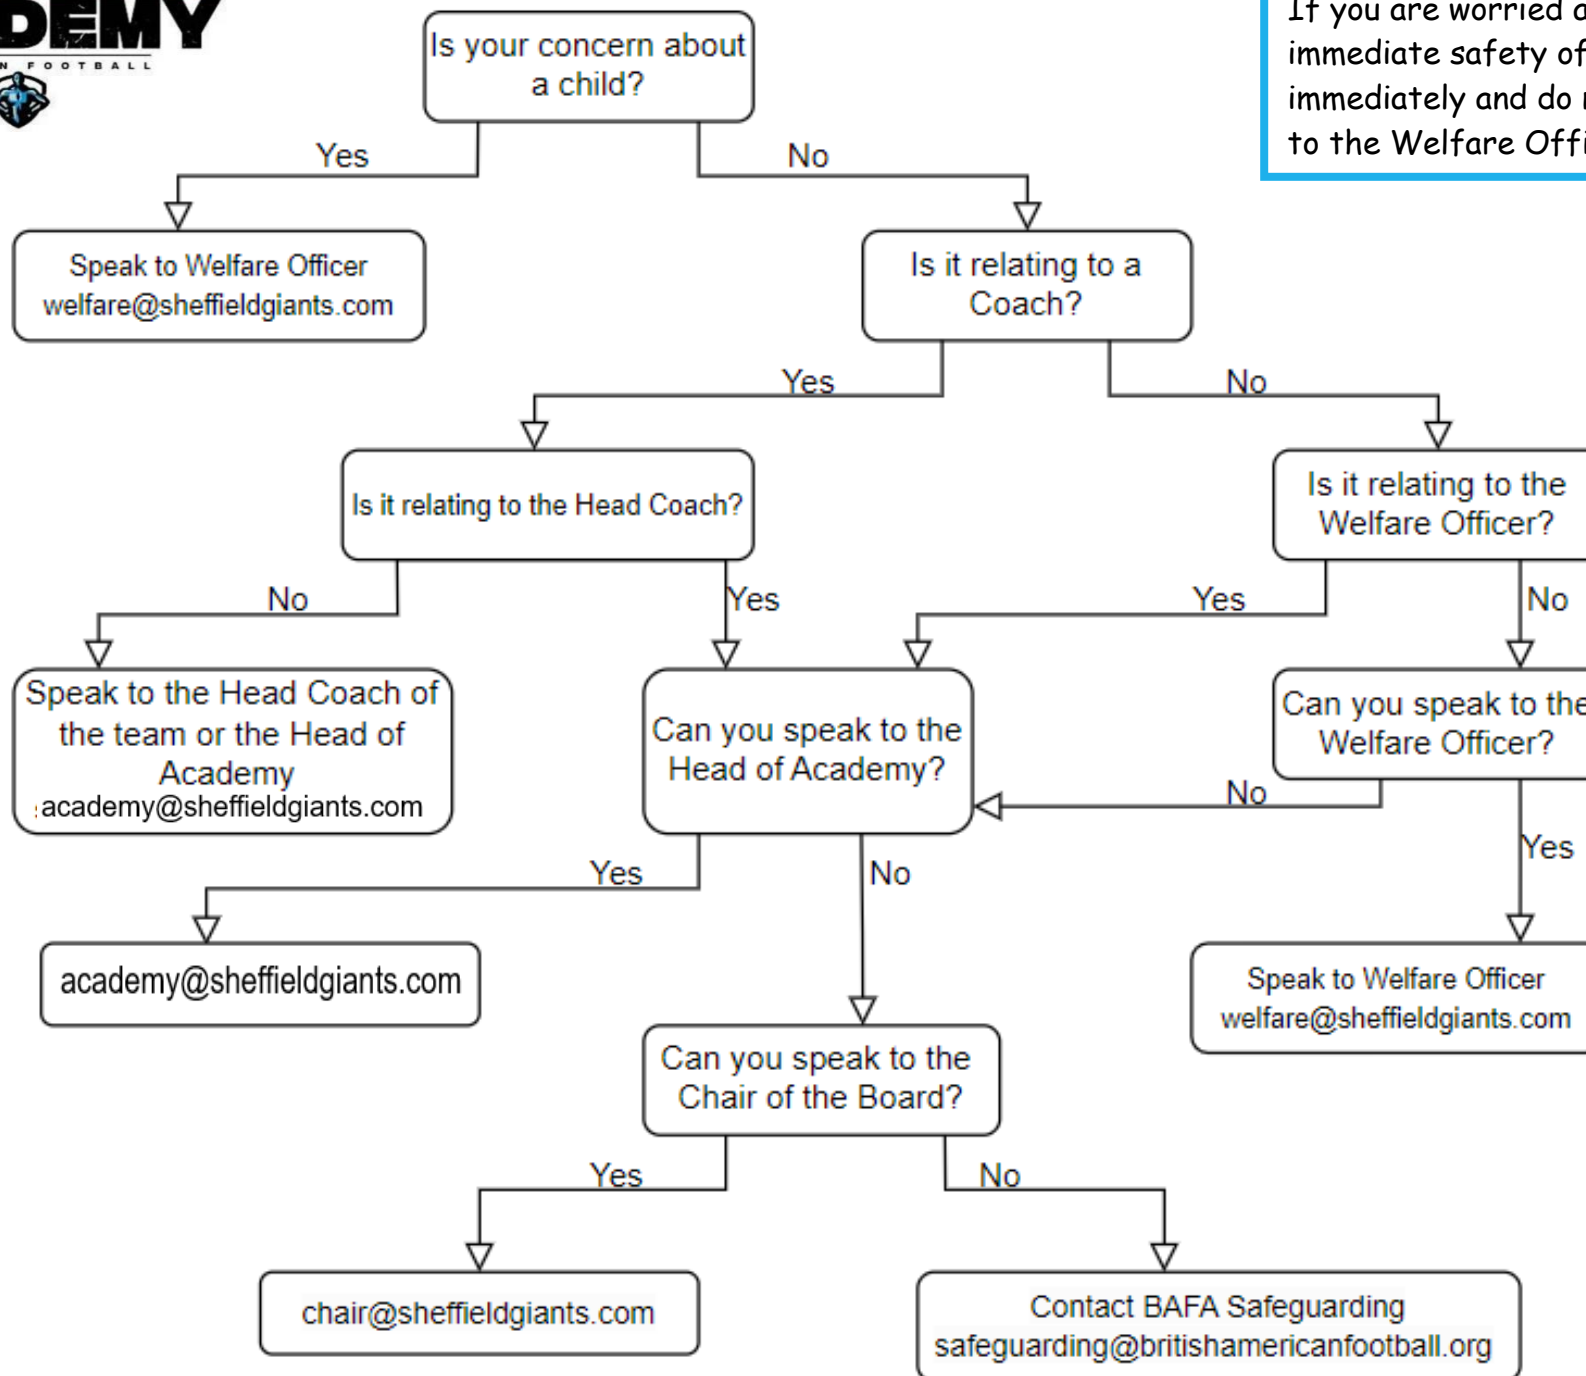 DEMY
N FOOTBALL
If you are worried a
immediate safety of
immediately and do
to the Welfare Offi
Is your concern about
a child?
Yes
No
Speak to Welfare Officer
welfare@sheffieldgiants.com
Is it relating to a
Coach?
Yes
No
Is it relating to the Head Coach?
Is it relating to the
Welfare Officer?
No
Yes
Yes
No
Speak to the Head Coach of
the team or the Head of
Academy
academy@sheffieldgiants.com
Can you speak to the
Head of Academy?
Can you speak to the
Welfare Officer?
No
Yes
Yes
No
academy@sheffieldgiants.com
Speak to Welfare Officer
welfare@sheffieldgiants.com
Can you speak to the
Chair of the Board?
Yes
No
chair@sheffieldgiants.com
Contact BAFA Safeguarding
safeguarding@britishamericanfootball.org